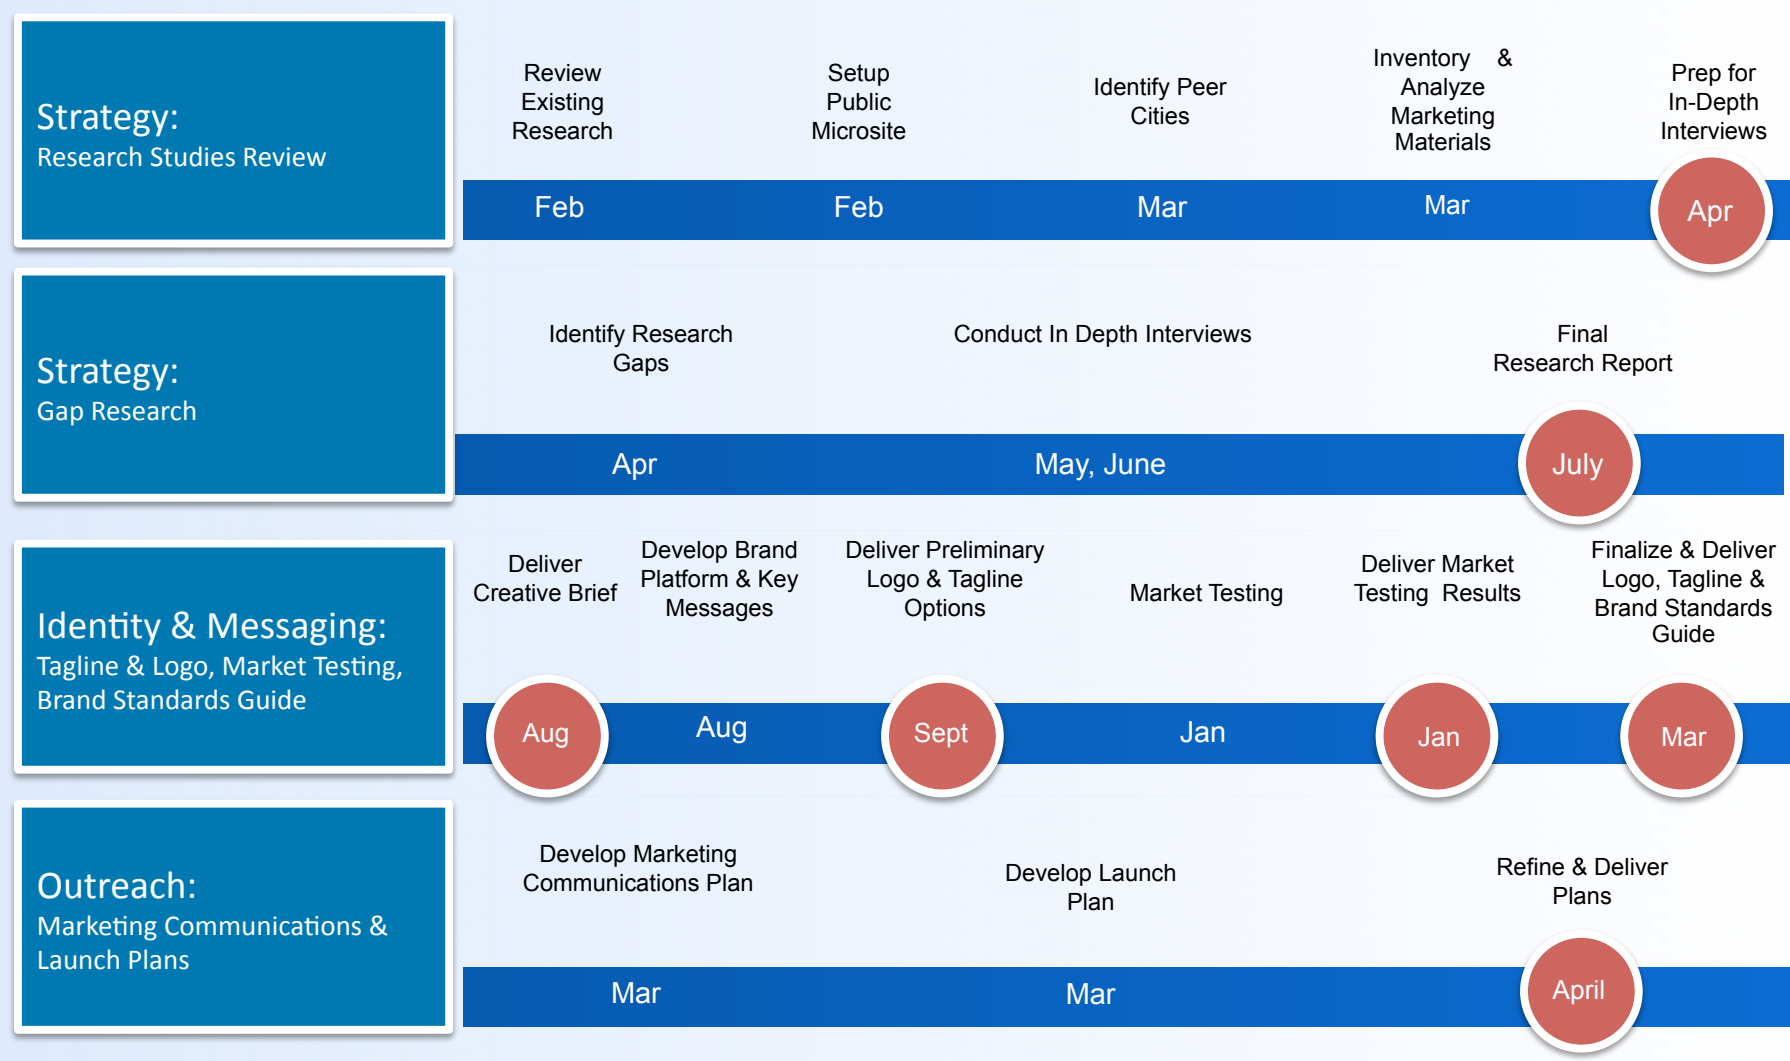 Strategy:
Research Studies Review
Review
Existing
Research
Setup
Public
Microsite
Identify Peer
Cities
Inventory & 
Analyze
Marketing
Materials
Prep for
In-Depth
Interviews
Feb
Feb
Mar
Mar
Apr
Strategy:
Gap Research
Identify Research
Gaps
Conduct In Depth Interviews
Final
Research Report
Apr
May, June
July
Identity & Messaging:
Tagline & Logo, Market Testing,
Brand Standards Guide
Deliver
Creative Brief
Develop Brand
Platform & Key
Messages
Deliver Preliminary
Logo & Tagline
Options
Market Testing
Deliver Market
Testing Results
Finalize & Deliver
Logo, Tagline &
Brand Standards
Guide
Aug
Aug
Sept
Jan
Jan
Mar
Outreach:
Marketing Communications &
Launch Plans
Develop Marketing
Communications Plan
Develop Launch
Plan
Refine & Deliver
Plans
Mar
Mar
April